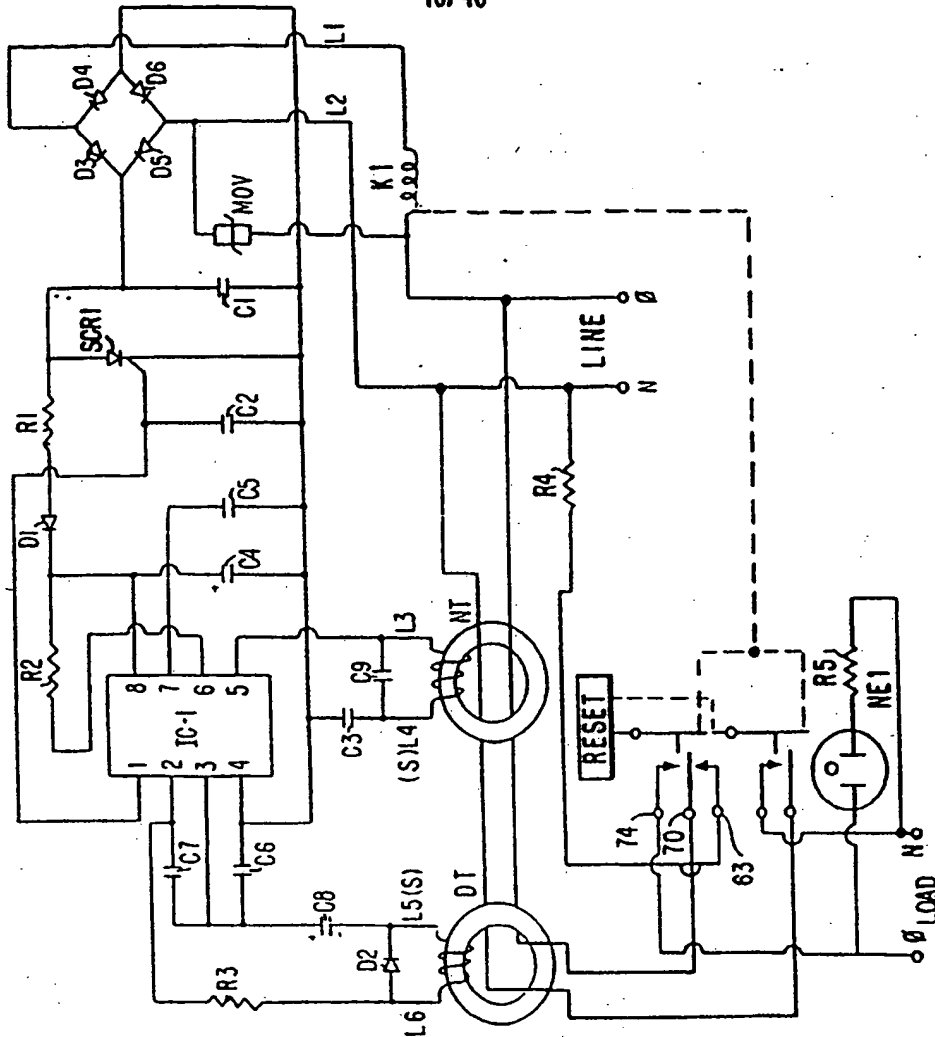 10/10
L1
D4
D6
L2
D3
D5
MOV
K1
C1
SCR1
Ø
LINE
N
R1
C2
R4
D1
C5
C4
R2
L3
NT
8
7
6
5
IC-1
1
2
3
4
C9
C3
(S)L4
RESET
R5
NE1
C7
C6
74
70
63
DT
L5(S)
C8
D2
R3
L6
N
Ø
LOAD